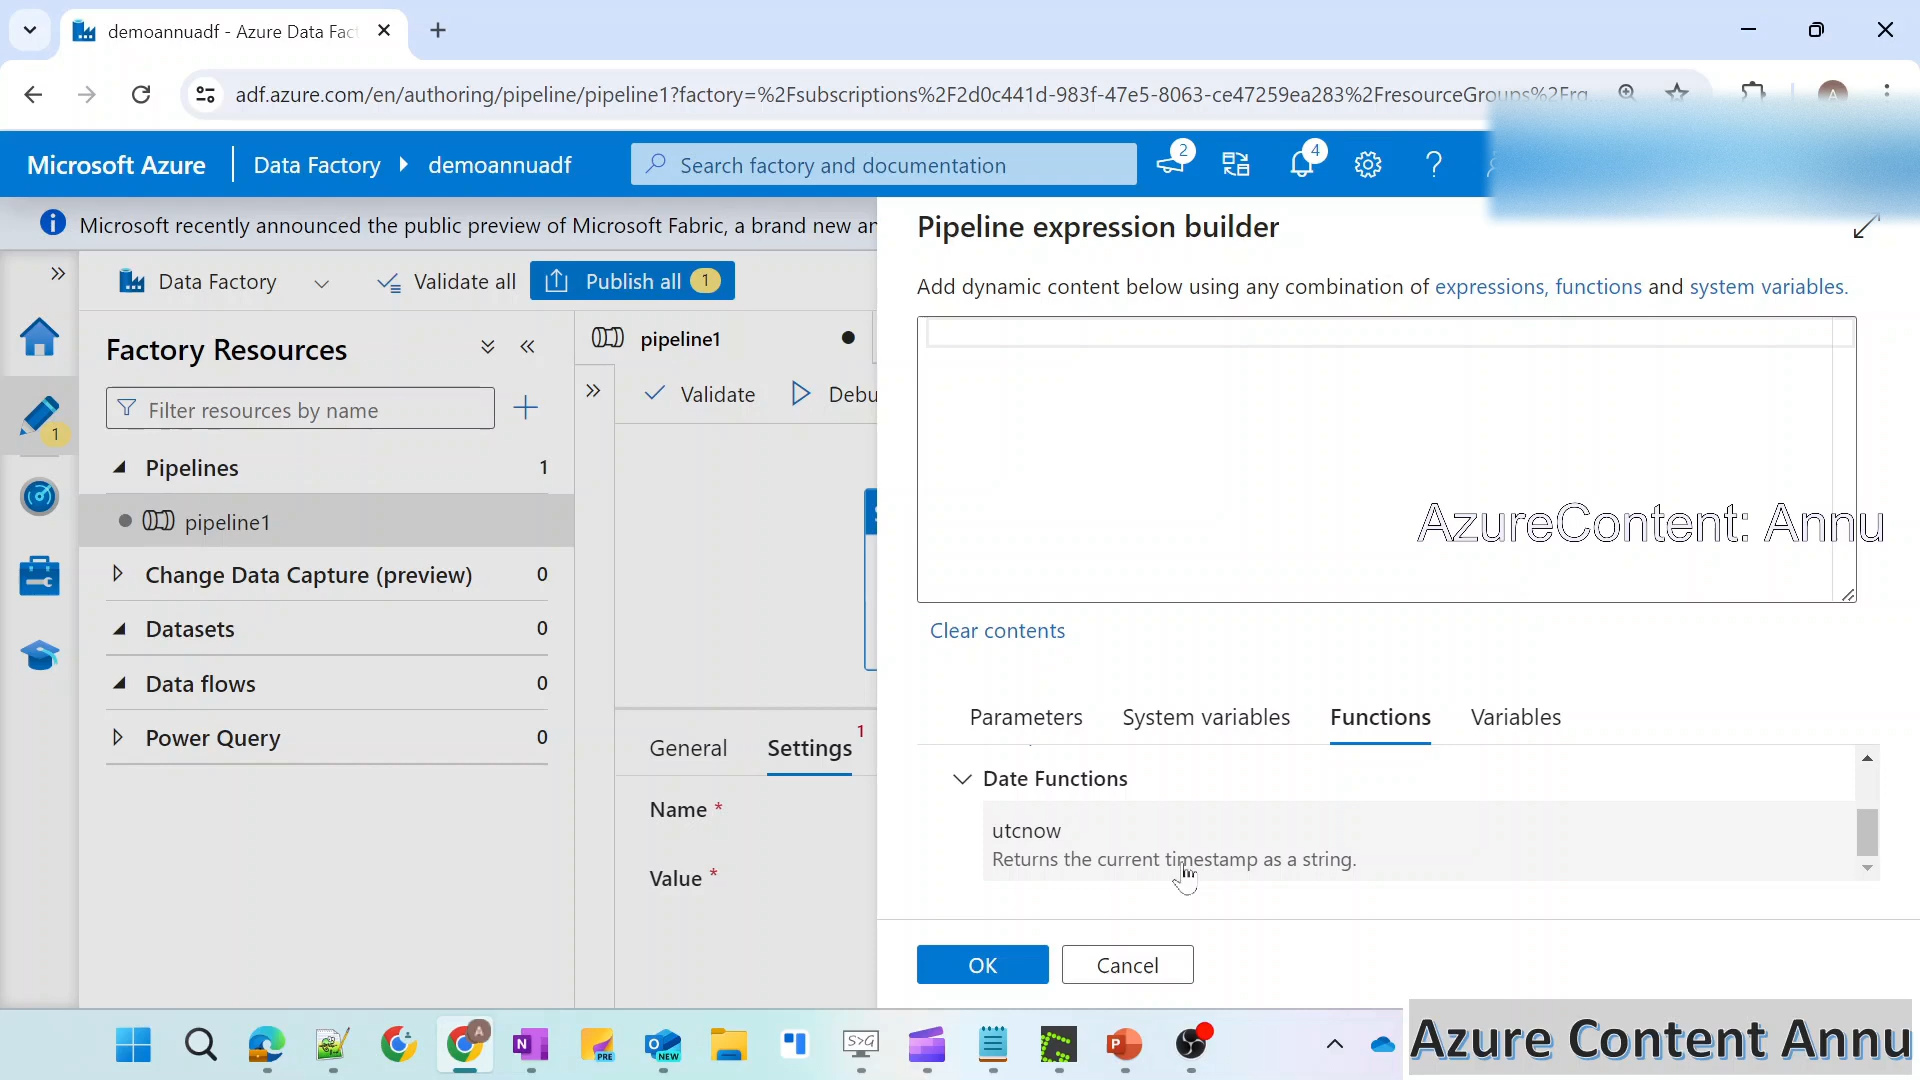 demoannuadf - Azure Data Fact
adf.azure.com/en/authoring/pipeline/pipeline1?factory=%2Fsubscriptions%2F2d0c441d-983f-47e5-8063-ce47259ea283%2FresourceGroups%2Frg
A
Microsoft Azure
Data Factory
demoannuadf
Search factory and documentation
2
4
?
Microsoft recently announced the public preview of Microsoft Fabric, a brand new an
Pipeline expression builder
Data Factory
Validate all
Publish all
1
Add dynamic content below using any combination of expressions, functions and system variables.
Factory Resources
pipeline1
Filter resources by name
Validate
Debu
1
Pipelines
1
pipeline1
AzureContent: Annu
Change Data Capture (preview)
0
Datasets
0
Clear contents
Data flows
0
Power Query
0
Parameters
System variables
Functions
Variables
General
Settings
1
Date Functions
Name *
utcnow
Returns the current timestamp as a string.
Value *
OK
Cancel
A
N
PRE
O
NEW
S>G
P
Azure Content Annu